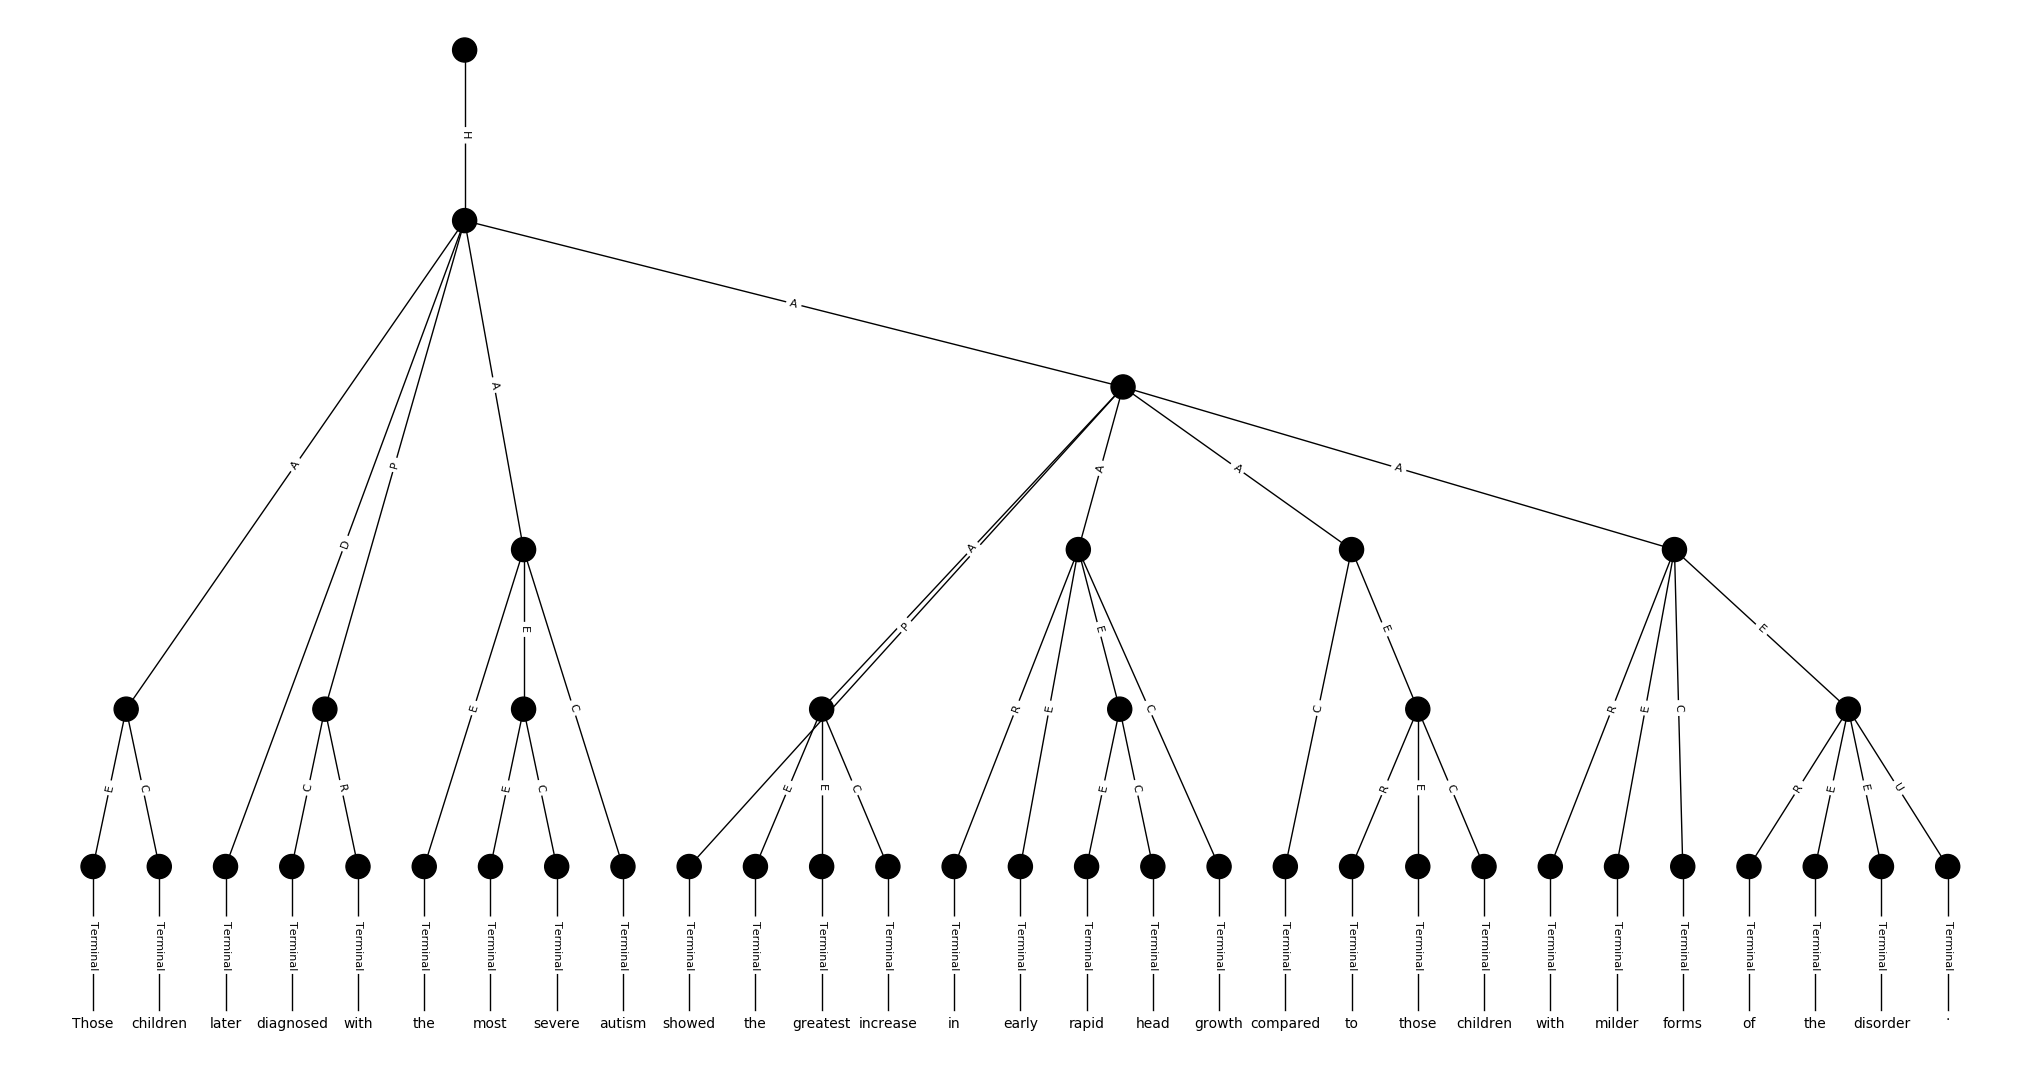 H
A
A
A
D
P
A
A
A
A
P
E
E
E
E
E
R
E
C
E
C
C
R
E
C
E
C
C
R
E
C
E
C
E
E
C
E
C
R
E
C
R
E
E
U
Terminal Terminal Terminal Terminal Terminal Terminal Terminal Terminal Terminal Terminal Terminal Terminal Terminal Terminal Terminal Terminal Terminal Terminal Terminal Terminal Terminal Terminal Terminal Terminal Terminal Terminal Terminal Terminal Terminal
Those children later diagnosed with the most severe autism showed the greatest increase in early rapid head growth compared to those children with milder forms of the disorder .